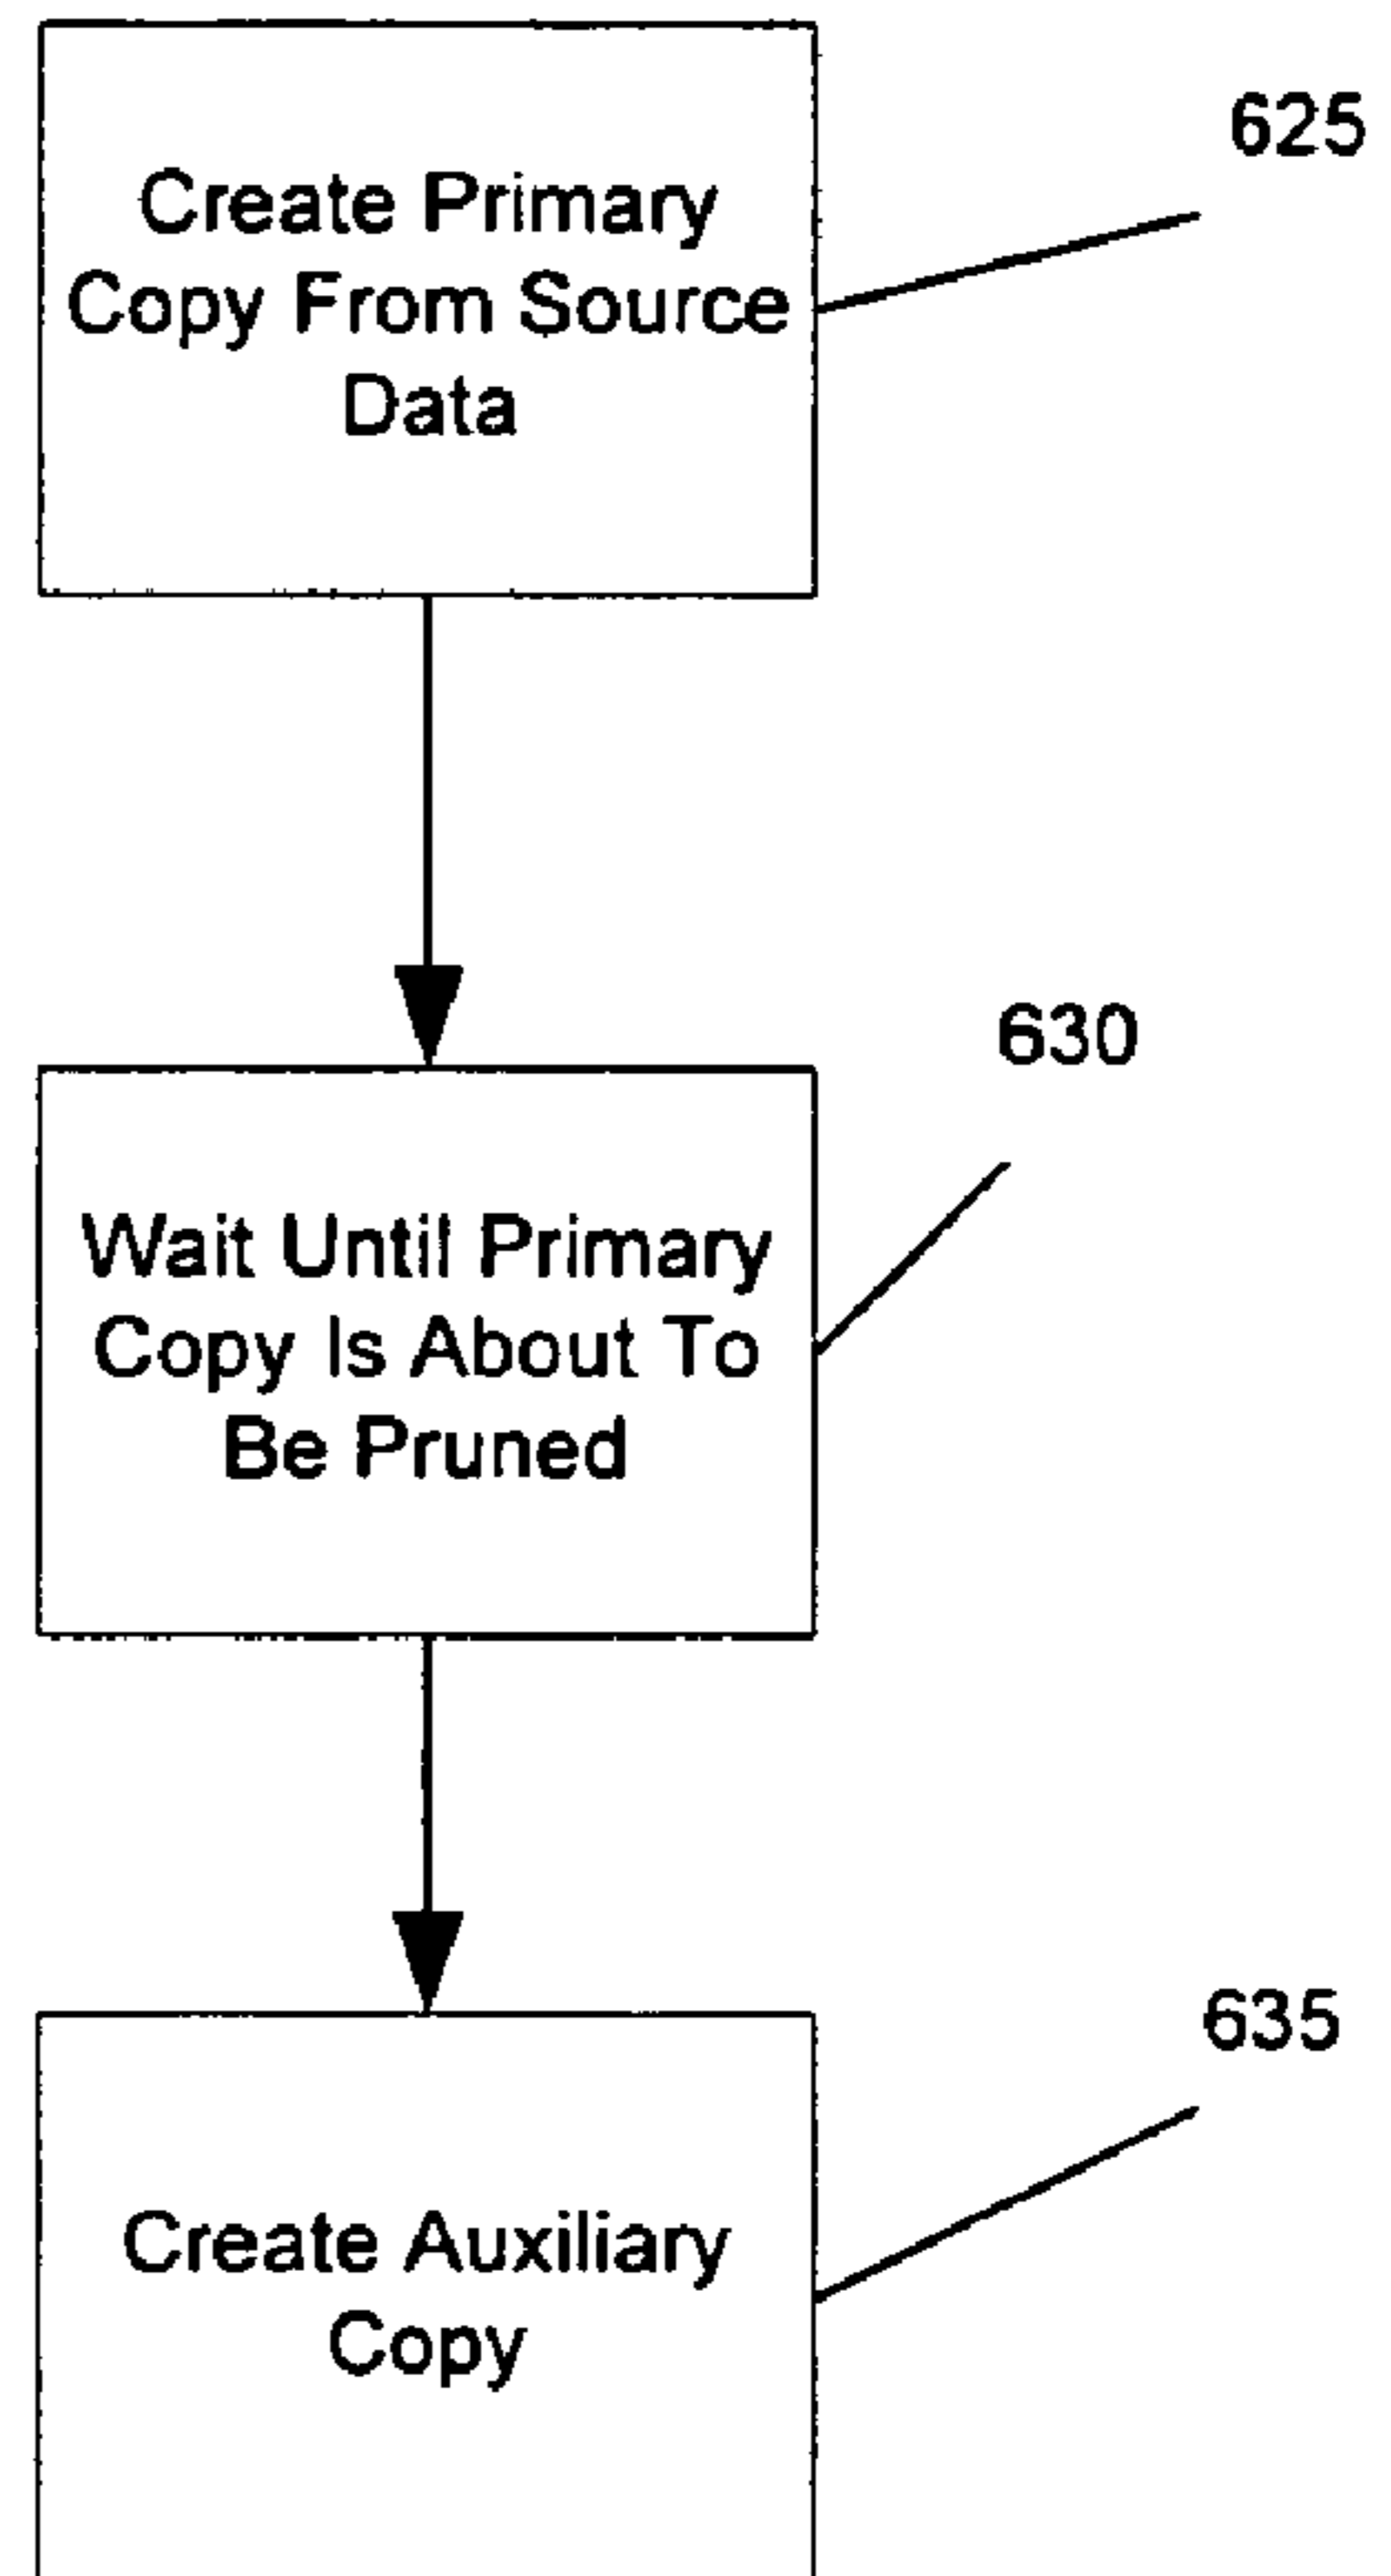 625
Create Primary
Copy From Source
Data
630
Wait Until Primary
Copy Is About To
Be Pruned
635
Create Auxiliary
Copy